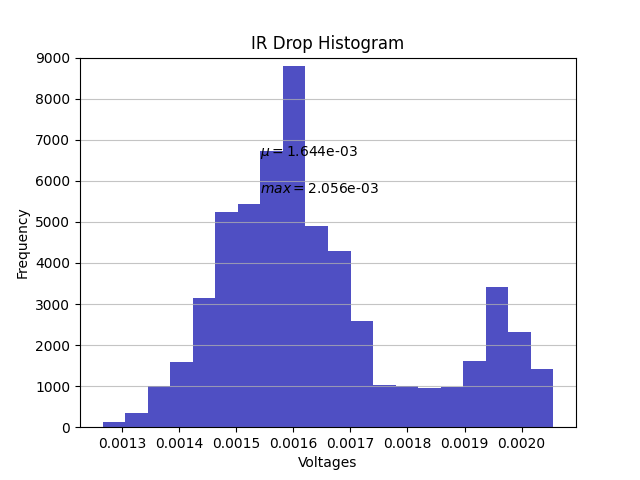 IR Drop Histogram
9000
8000
7000
6000
5000
4000
3000
2000
1000
0
Frequency
μ = 1.644e-03
max = 2.056e-03
0.0013 0.0014 0.0015 0.0016 0.0017 0.0018 0.0019 0.0020
Voltages